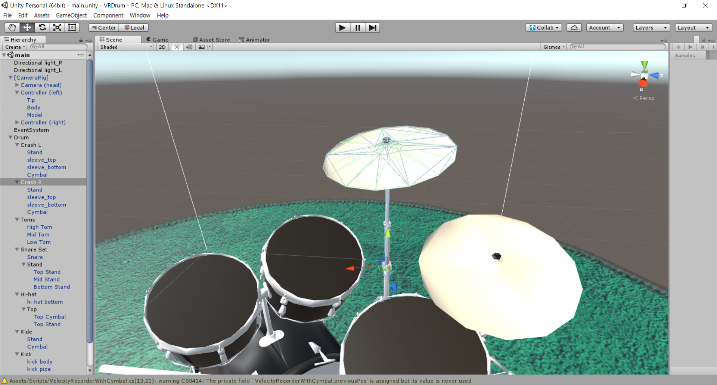 Unity Personal (64bit) - main.unity - VRDrum - PC, Mac & Linux Standalone <DX11>
File Edit Assets GameObject Component Window Help
Center Local Collab Account Layers Layout
Hierarchy Scene Game Asset Store Animator
Create All Shaded 2D Gizmos All
main
Directional light_R
Directional light_L
[CameraRig]
Camera (head)
Controller (left)
Tip
Body
Model
Controller (right)
EventSystem
Drum
Crash L
Stand
sleeve_top
sleeve_bottom
Cymbal
Crash R
Stand
sleeve_top
sleeve_bottom
Cymbal
Toms
High Tom
Mid Tom
Low Tom
Snare Set
Snare
Stand
Top Stand
Mid Stand
Bottom Stand
Hi-hat
hi-hat bottom
Top
Top Cymbal
Top Stand
Ride
Stand
Cymbal
Kick
kick body
kick pipe
Persp
Samples
Assets/Scripts/VelocityRecorderWithCymbal.cs(13,21): warning CS0414: The private field `VelocityRecorderWithCymbal.previousPos' is assigned but its value is never used